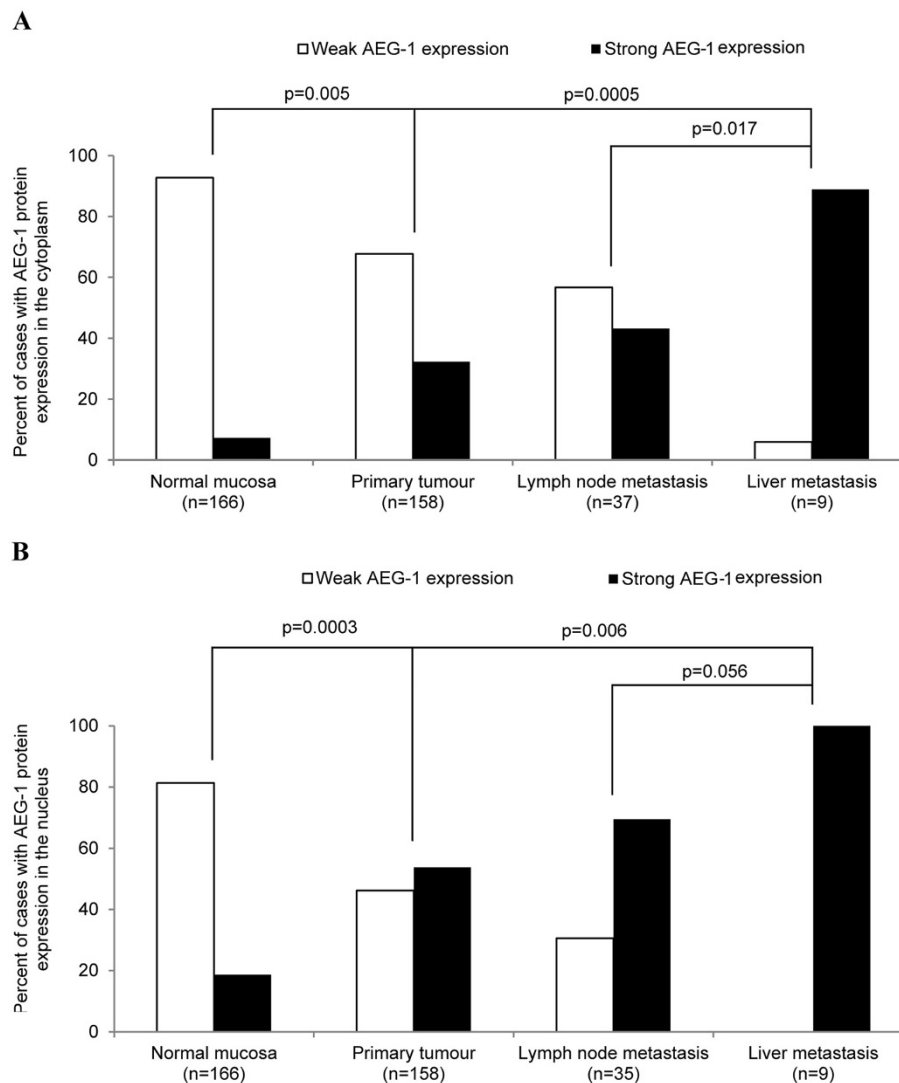 A
Weak AEG-1 expression Strong AEG-1 expression
p=0.005 p=0.0005
p=0.017
Percent of cases with AEG-1 protein
expression in the cytoplasm
100
80
60
40
20
0
Normal mucosa Primary tumour Lymph node metastasis Liver metastasis
(n=166) (n=158) (n=37) (n=9)
B
Weak AEG-1 expression Strong AEG-1 expression
p=0.0003 p=0.006
p=0.056
Percent of cases with AEG-1 protein
expression in the nucleus
100
80
60
40
20
0
Normal mucosa Primary tumour Lymph node metastasis Liver metastasis
(n=166) (n=158) (n=35) (n=9)